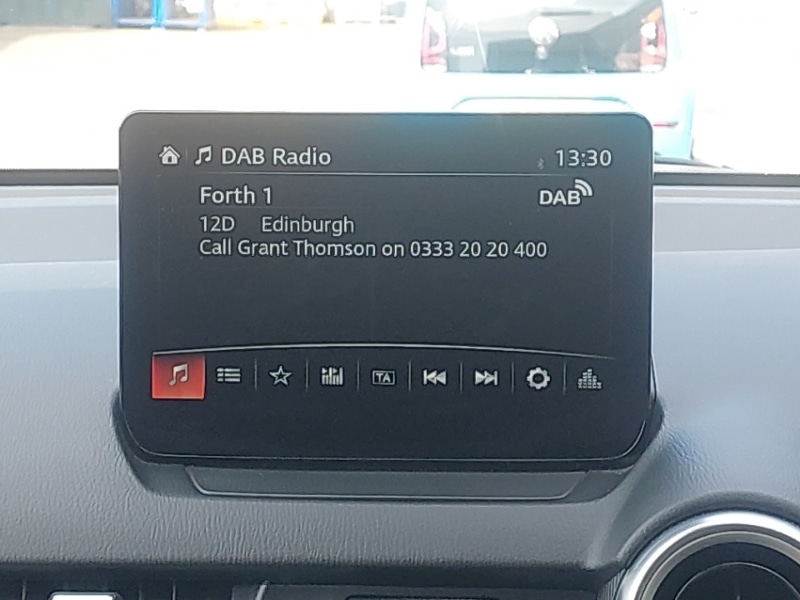 DAB Radio 13:30
Forth 1 DAB
12D Edinburgh
Call Grant Thomson on 0333 20 20 400
TA